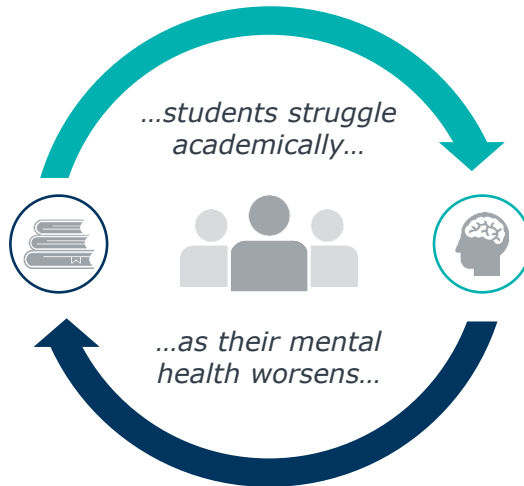 …students struggle
academically…
…as their mental
health worsens…